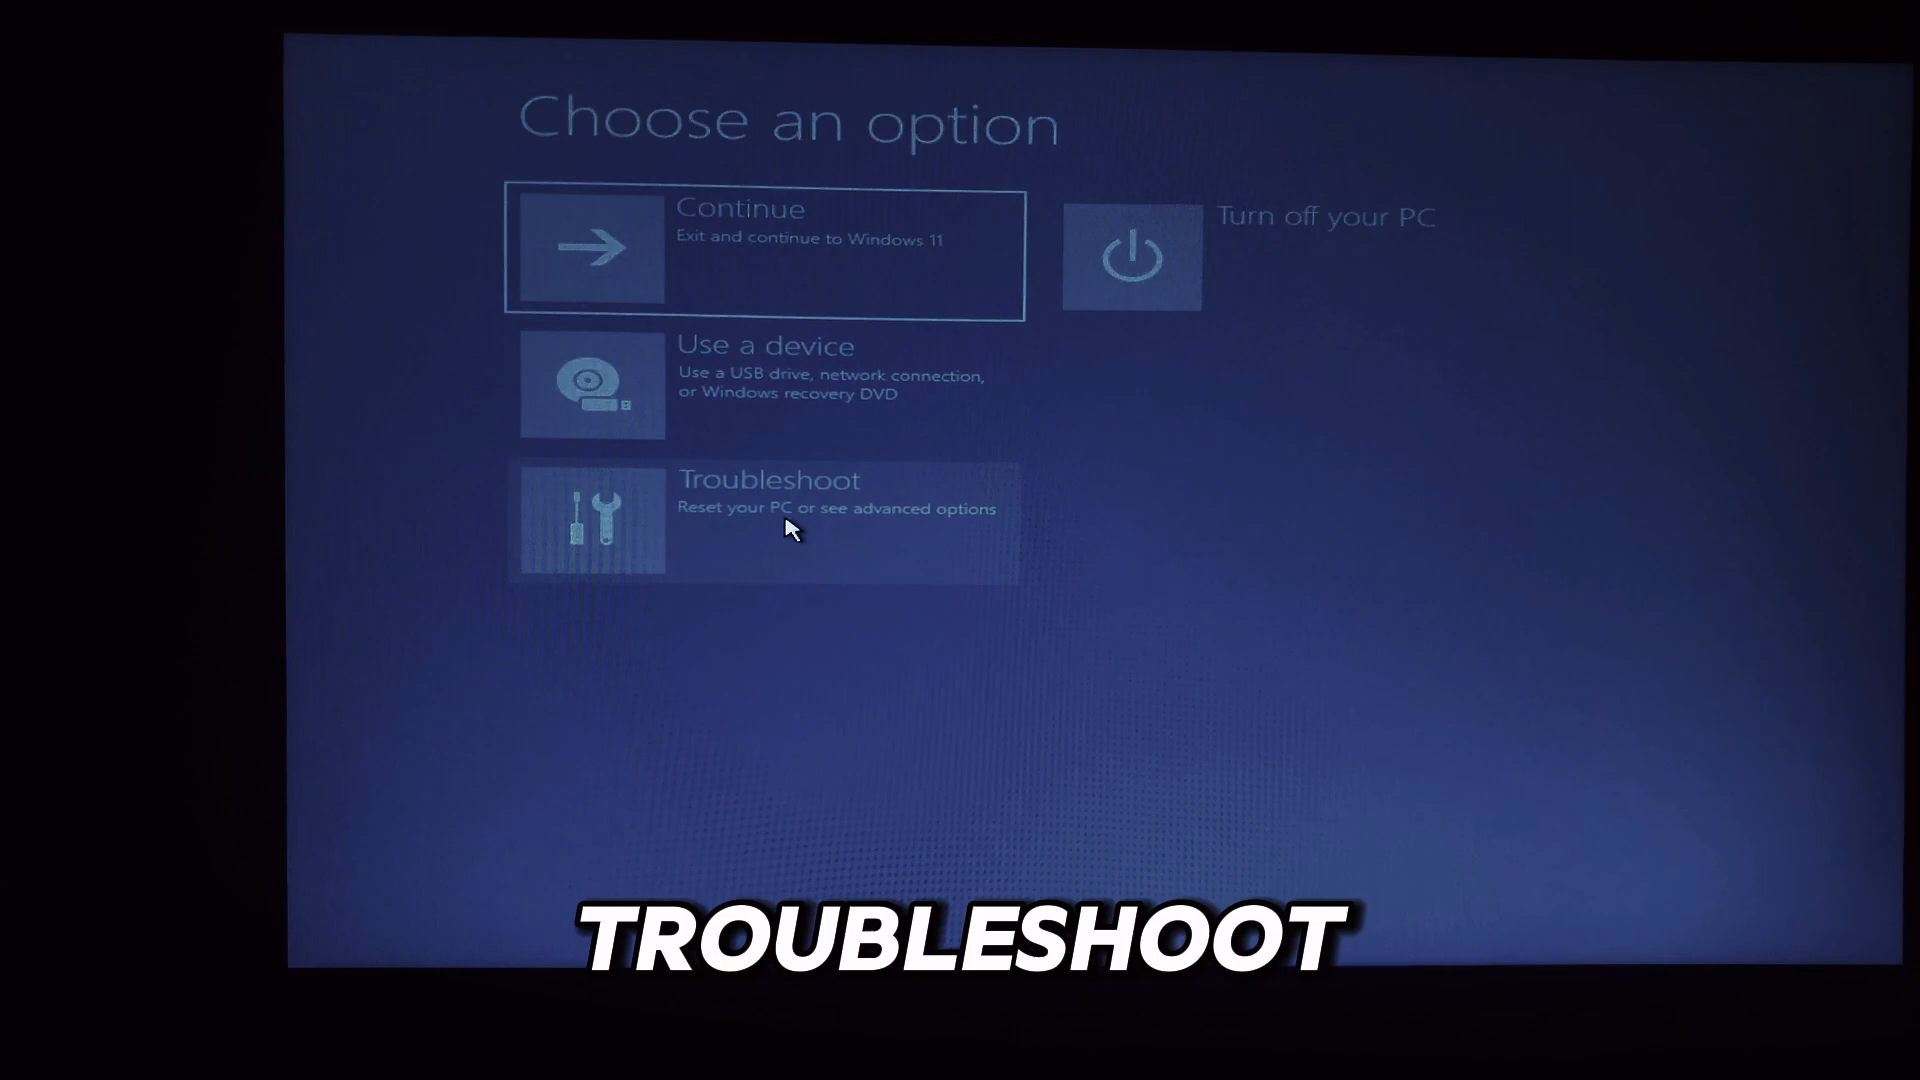 Choose an option
Continue
Exit and continue to Windows 11
Turn off your PC
Use a device
Use a USB drive, network connection,
or Windows recovery DVD
Troubleshoot
Reset your PC or see advanced options
TROUBLESHOOT